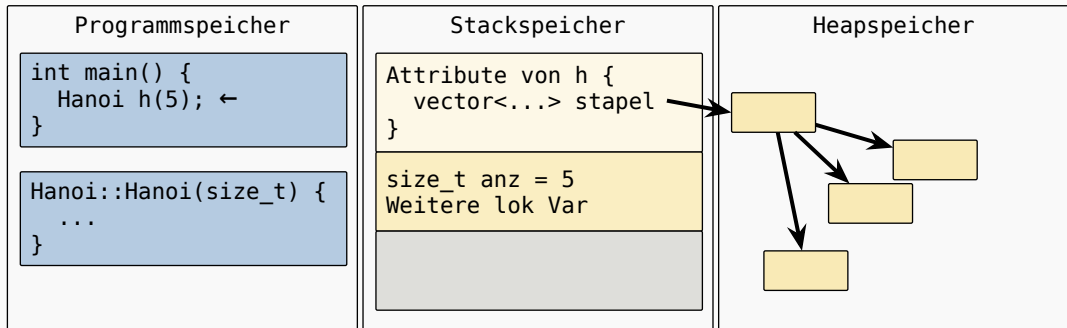 Programmspeicher
int main() {
  Hanoi h(5); ←
}
Hanoi::Hanoi(size_t) {
  ...
}
Stackspeicher
Attribute von h {
  vector<...> stapel
}
size_t anz = 5
Weitere lok Var
Heapspeicher